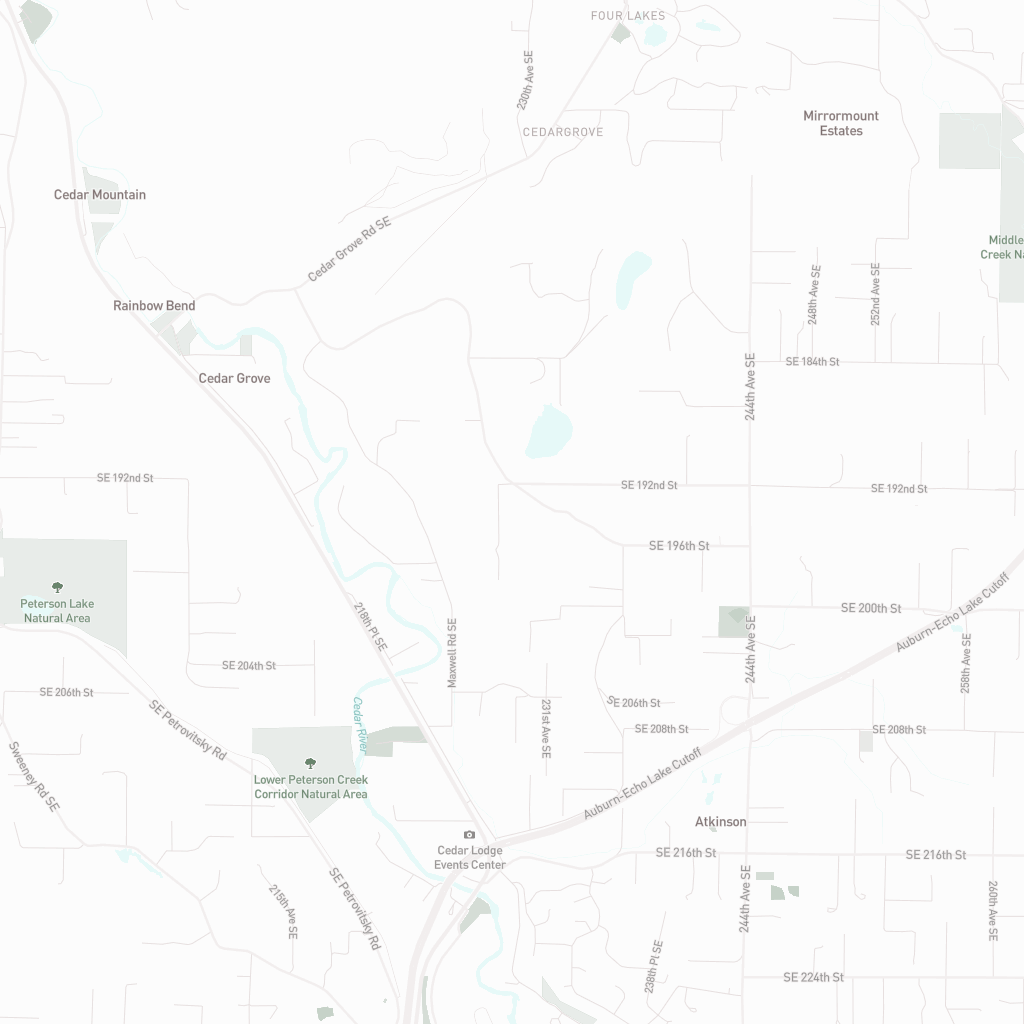 FOUR LAKES
230th Ave SE
CEDARGROVE
Mirrormount
Estates
Cedar Mountain
Cedar Grove Rd SE
Middle
Creek Na
Rainbow Bend
248th Ave SE
252nd Ave SE
SE 184th St
Cedar Grove
244th Ave SE
SE 192nd St
SE 192nd St
SE 192nd St
SE 196th St
Peterson Lake
Natural Area
218th Pl SE
SE 200th St
Auburn-Echo Lake Cutoff
Maxwell Rd SE
244th Ave SE
258th Ave SE
SE 204th St
SE 206th St
SE 206th St
SE Petrovitsky Rd
Cedar River
231st Ave SE
SE 208th St
SE 208th St
Sweeney Rd SE
Lower Peterson Creek
Corridor Natural Area
Auburn-Echo Lake Cutoff
Atkinson
Cedar Lodge
Events Center
SE 216th St
SE 216th St
215th Ave SE
SE Petrovitsky Rd
244th Ave SE
260th Ave SE
238th Pl SE
SE 224th St